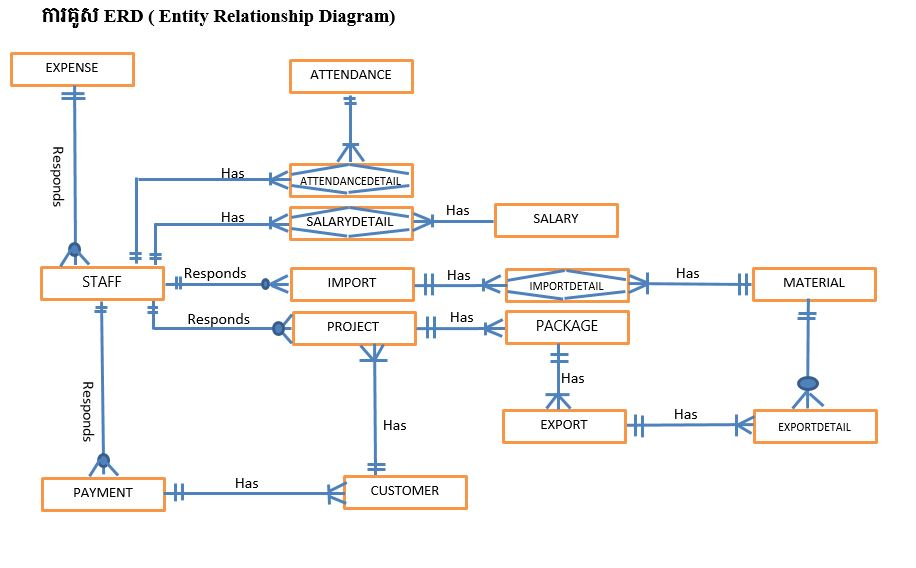 ការគូស ERD ( Entity Relationship Diagram)
EXPENSE
ATTENDANCE
Responds
Has
ATTENDANCEDETAIL
Has
SALARYDETAIL
Has
SALARY
STAFF
Responds
IMPORT
Has
IMPORTDETAIL
Has
MATERIAL
Responds
PROJECT
Has
PACKAGE
Has
Responds
Has
EXPORT
Has
EXPORTDETAIL
PAYMENT
Has
CUSTOMER